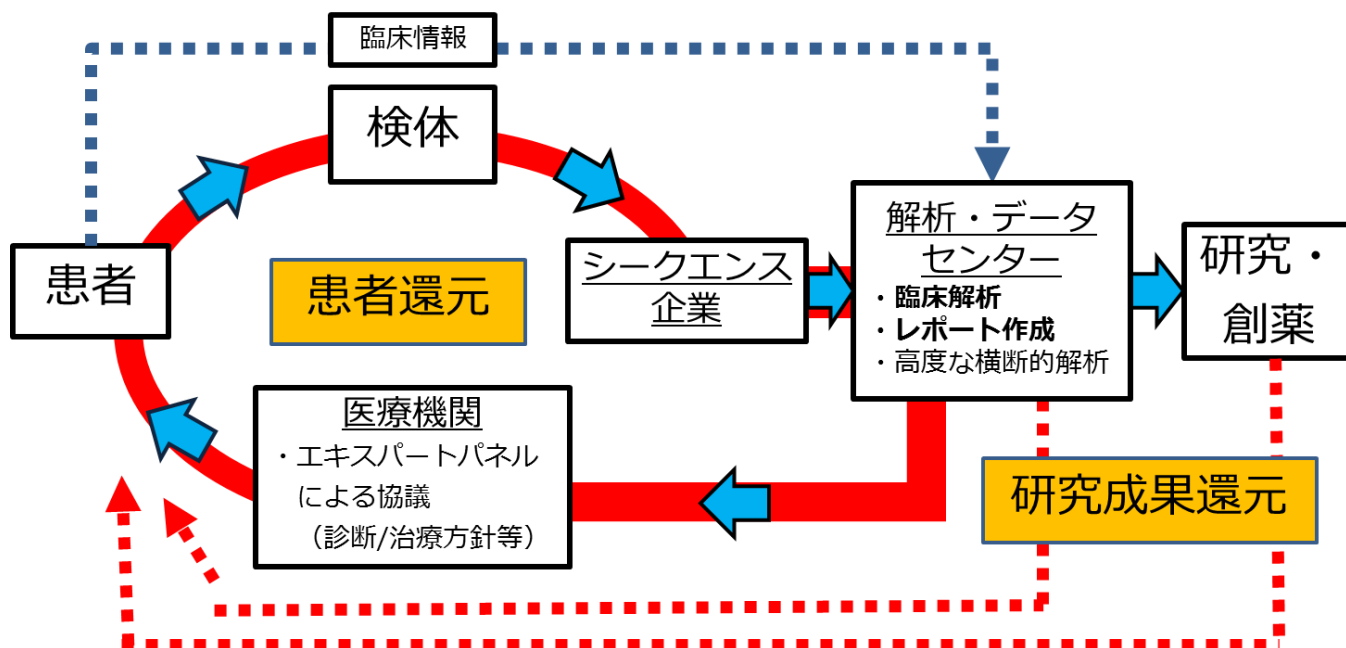 臨床情報
検体
患者
患者還元
シークエンス
企業
解析・データ
センター
・臨床解析
・レポート作成
・高度な横断的解析
研究・
創薬
医療機関
・エキスパートパネル
による協議
（診断/治療方針等）
研究成果還元